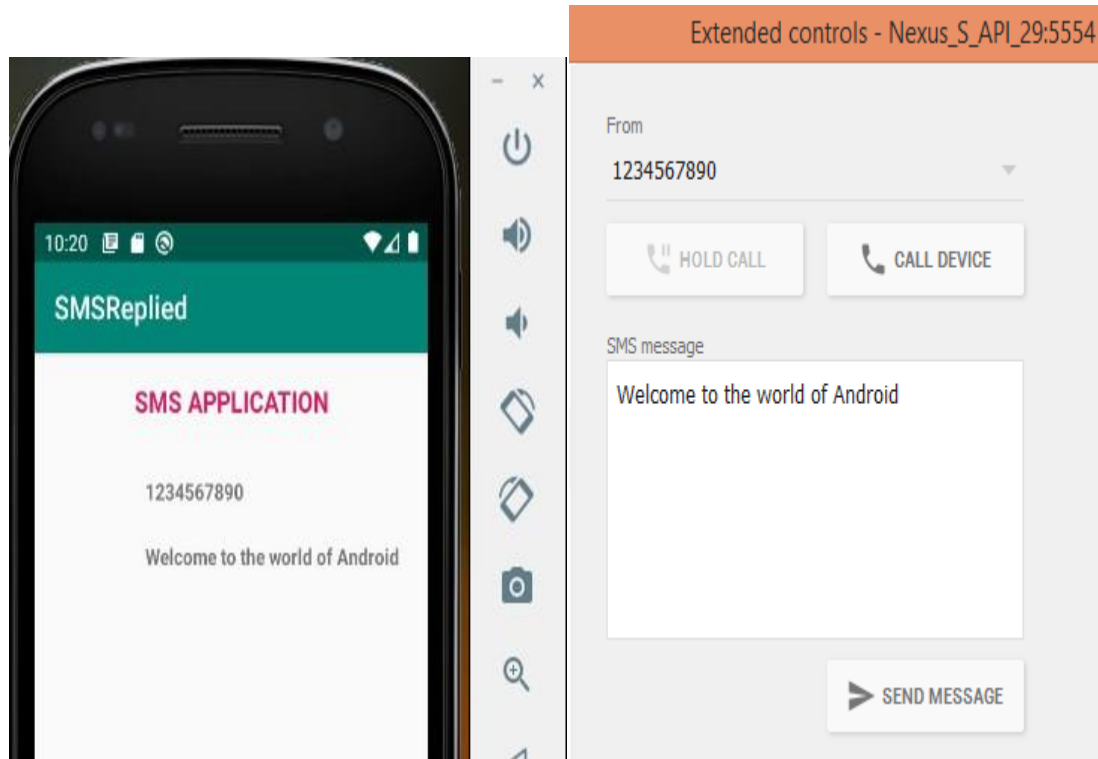 Extended controls - Nexus_S_API_29:5554
10:20
SMSReplied
SMS APPLICATION
1234567890
Welcome to the world of Android
From
1234567890
HOLD CALL
CALL DEVICE
SMS message
Welcome to the world of Android
SEND MESSAGE